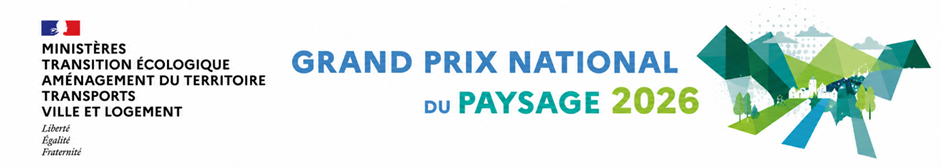 MINISTÈRES
TRANSITION ÉCOLOGIQUE
AMÉNAGEMENT DU TERRITOIRE
TRANSPORTS
VILLE ET LOGEMENT
Liberté
Égalité
Fraternité
GRAND PRIX NATIONAL
DU PAYSAGE 2026